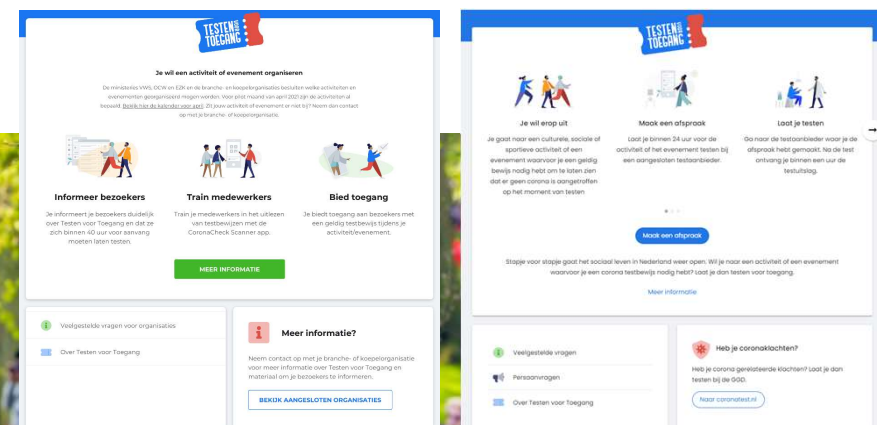 TESTEN VOOR TOEGANG
Je wil een activiteit of evenement organiseren
De ministeries VWS, OCW en EZK en de branche- en koepelorganisaties besluiten welke activiteiten en
evenementen georganiseerd mogen worden. Voor pilot maand van april 2021 zijn de activiteiten al
bepaald. Bekijk hier de kalender voor april. Zit jouw activiteit of evenement er niet bij? Neem dan contact
op met je branche- of koepelorganisatie.
Informeer bezoekers
Je informeert je bezoekers duidelijk
over Testen voor Toegang en dat ze
zich binnen 40 uur voor aanvang
moeten laten testen.
Train medewerkers
Train je medewerkers in het uitlezen
van testbewijzen met de
CoronaCheck Scanner app.
Bied toegang
Je biedt toegang aan bezoekers met
een geldig testbewijs tijdens je
activiteit/evenement.
MEER INFORMATIE
Veelgestelde vragen voor organisaties
Over Testen voor Toegang
Meer informatie?
Neem contact op met je branche- of koepelorganisatie
voor meer informatie over Testen voor Toegang en
materiaal om je bezoekers te informeren.
BEKIJK AANGESLOTEN ORGANISATIES
TESTEN VOOR TOEGANG
Je wil erop uit
Je gaat naar een culturele, sociale of
sportieve activiteit of een
evenement waarvoor je een geldig
bewijs nodig hebt om te laten zien
dat er geen corona is aangetroffen
op het moment van testen
Maak een afspraak
Laat je binnen 24 uur voor de
activiteit of het evenement testen bij
een aangesloten testaanbieder.
Laat je testen
Ga naar de testaanbieder waar je de
afspraak hebt gemaakt. Na de test
ontvang je binnen een uur de
testuitslag.
Maak een afspraak
Stapje voor stapje gaat het sociaal leven in Nederland weer open. Wil je naar een activiteit of een evenement
waarvoor je een corona testbewijs nodig hebt? Laat je dan testen voor toegang.
Meer informatie
Veelgestelde vragen
Persaanvragen
Over Testen voor Toegang
Heb je coronaklachten?
Heb je corona gerelateerde klachten? Laat je dan
testen bij de GGD.
Naar coronatest.nl